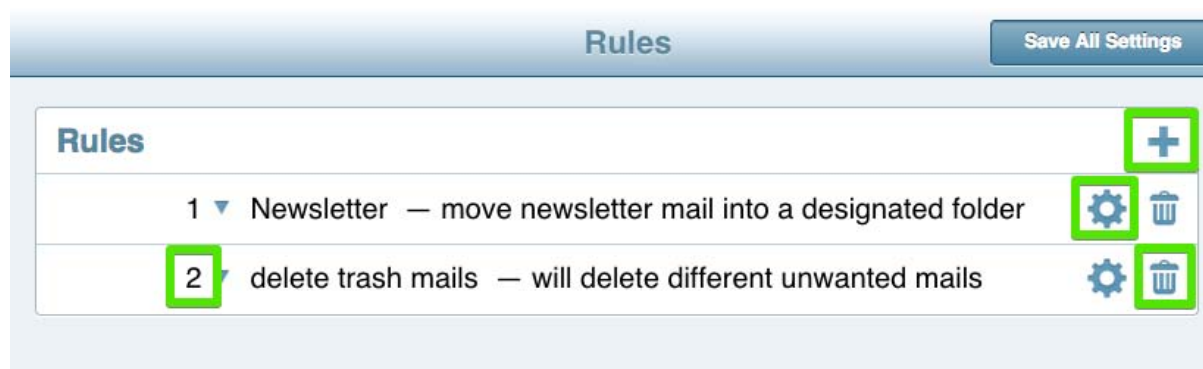 Rules
Save All Settings
Rules
1 Newsletter — move newsletter mail into a designated folder
2 delete trash mails — will delete different unwanted mails